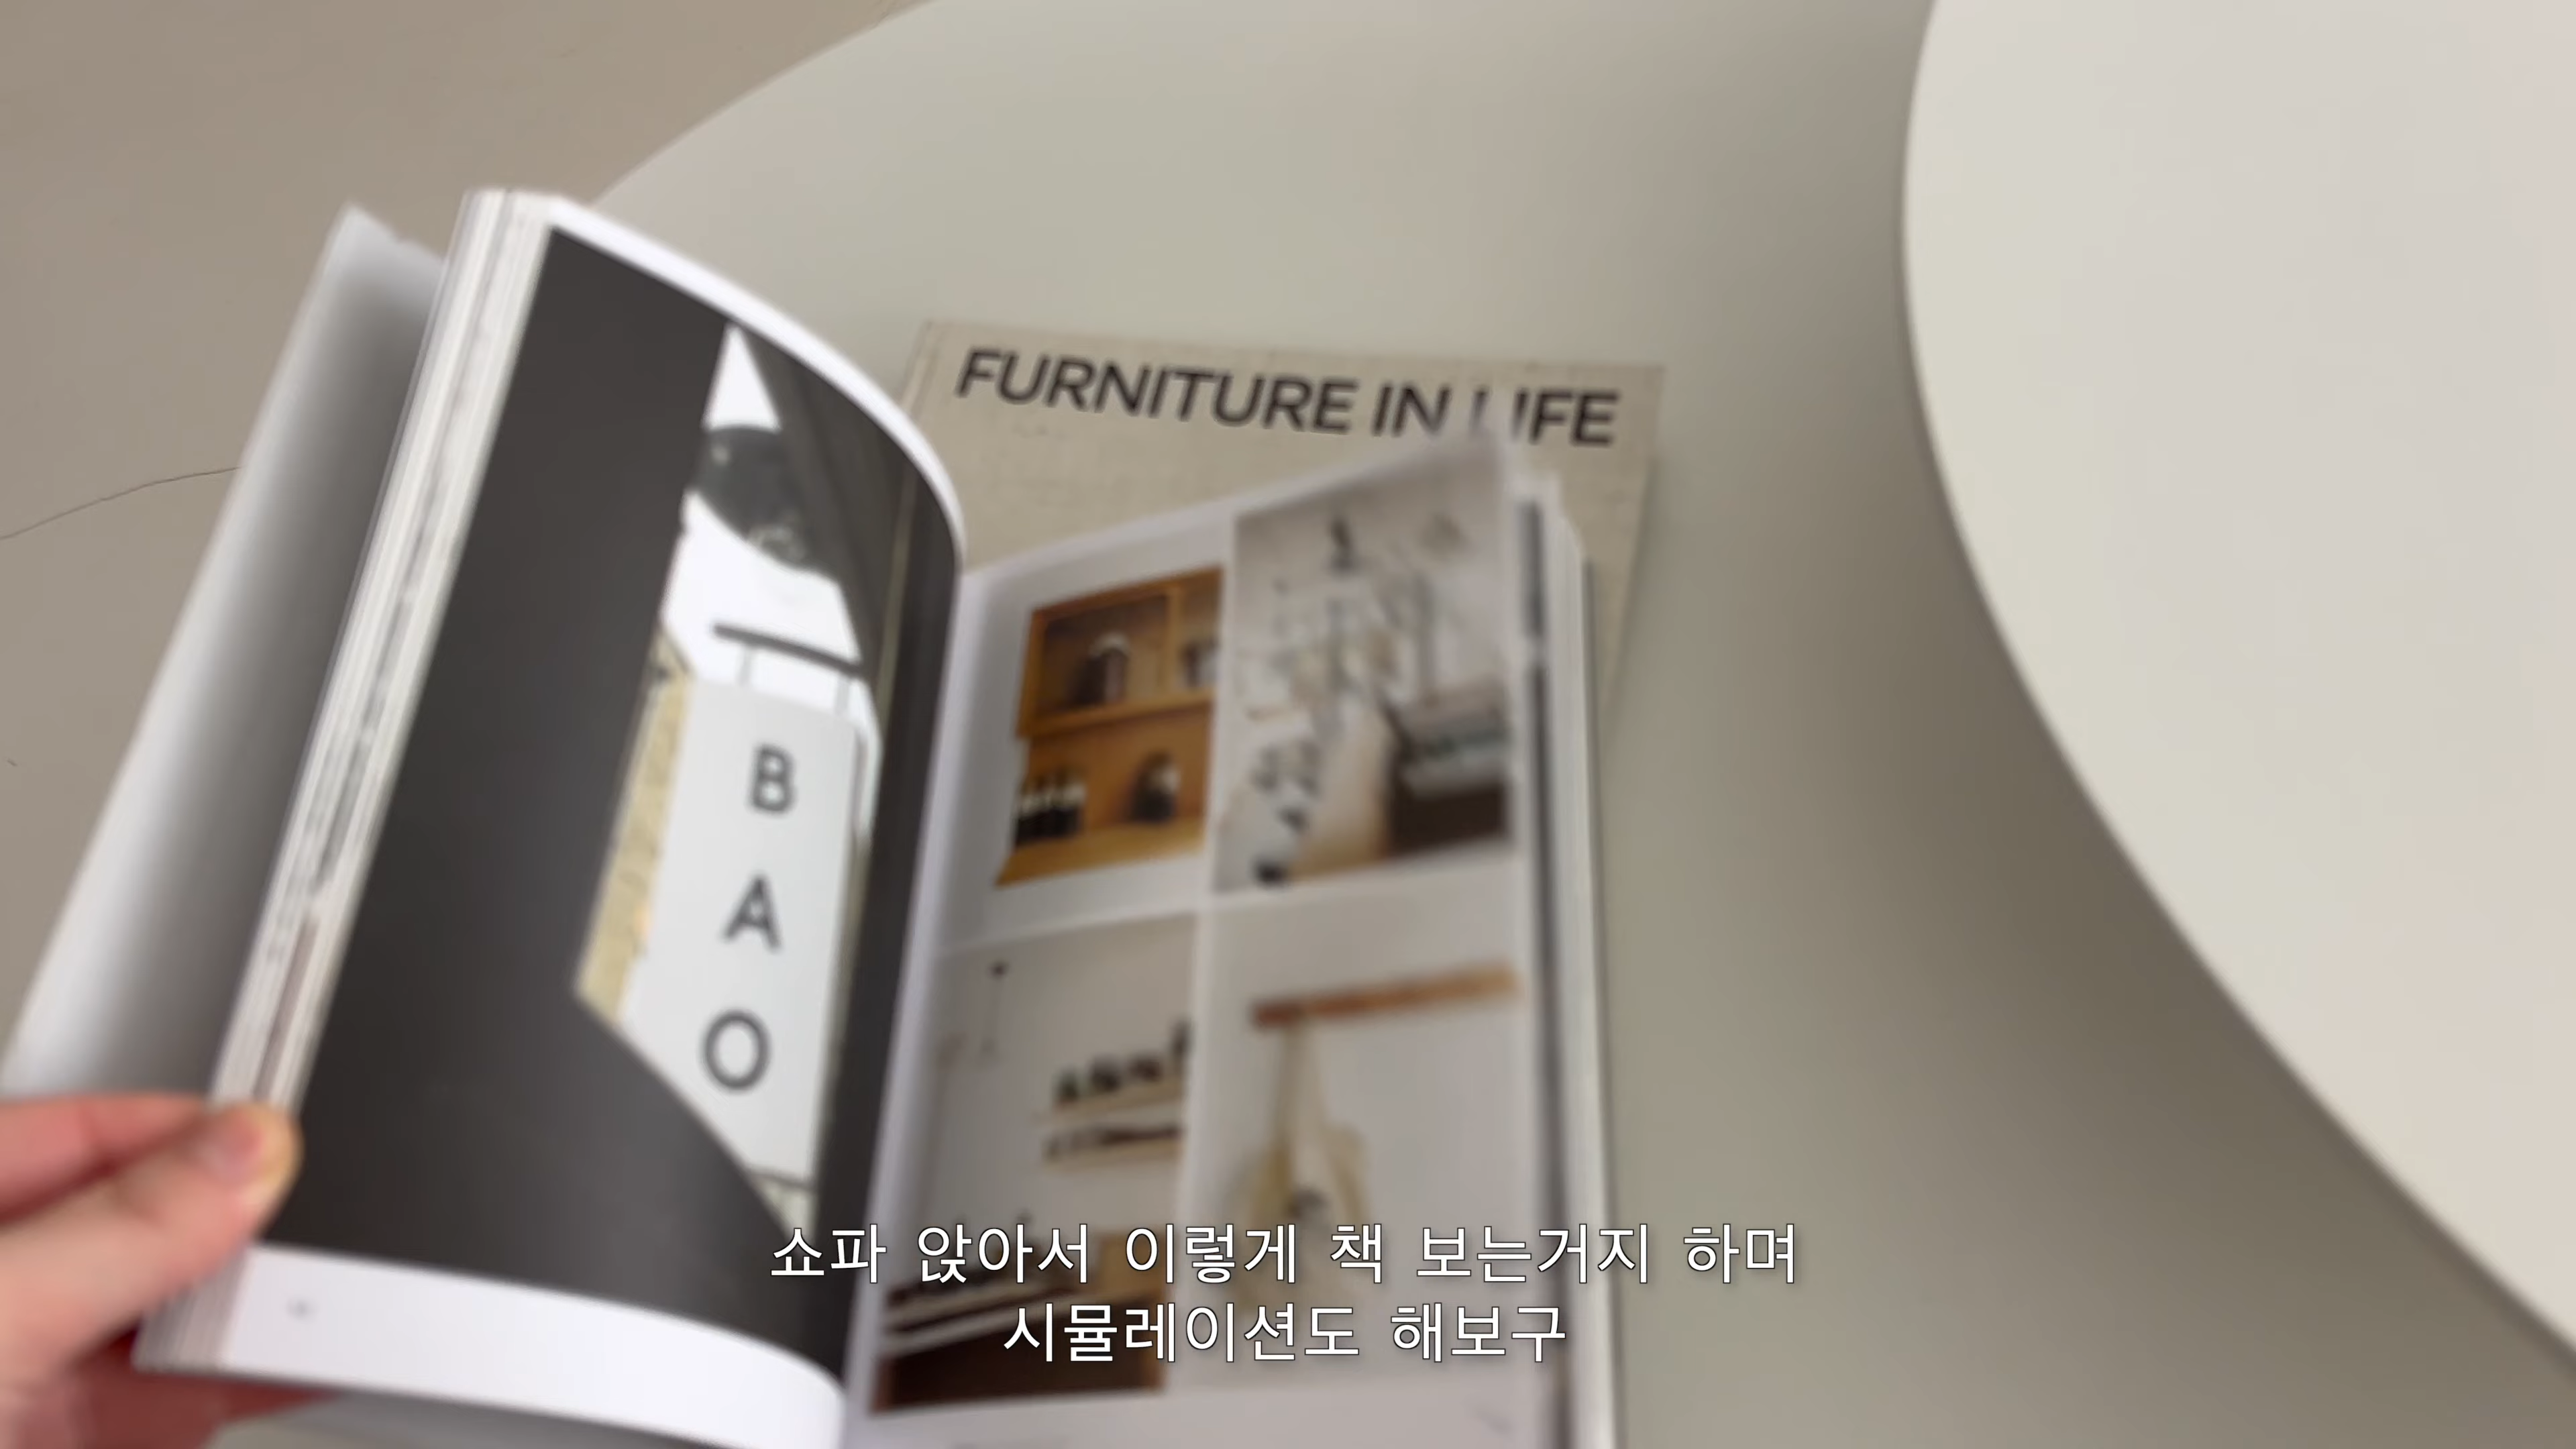 FURNITURE IN LIFE
B
A
O
쇼파 앉아서 이렇게 책 보는거지 하며
시뮬레이션도 해보구